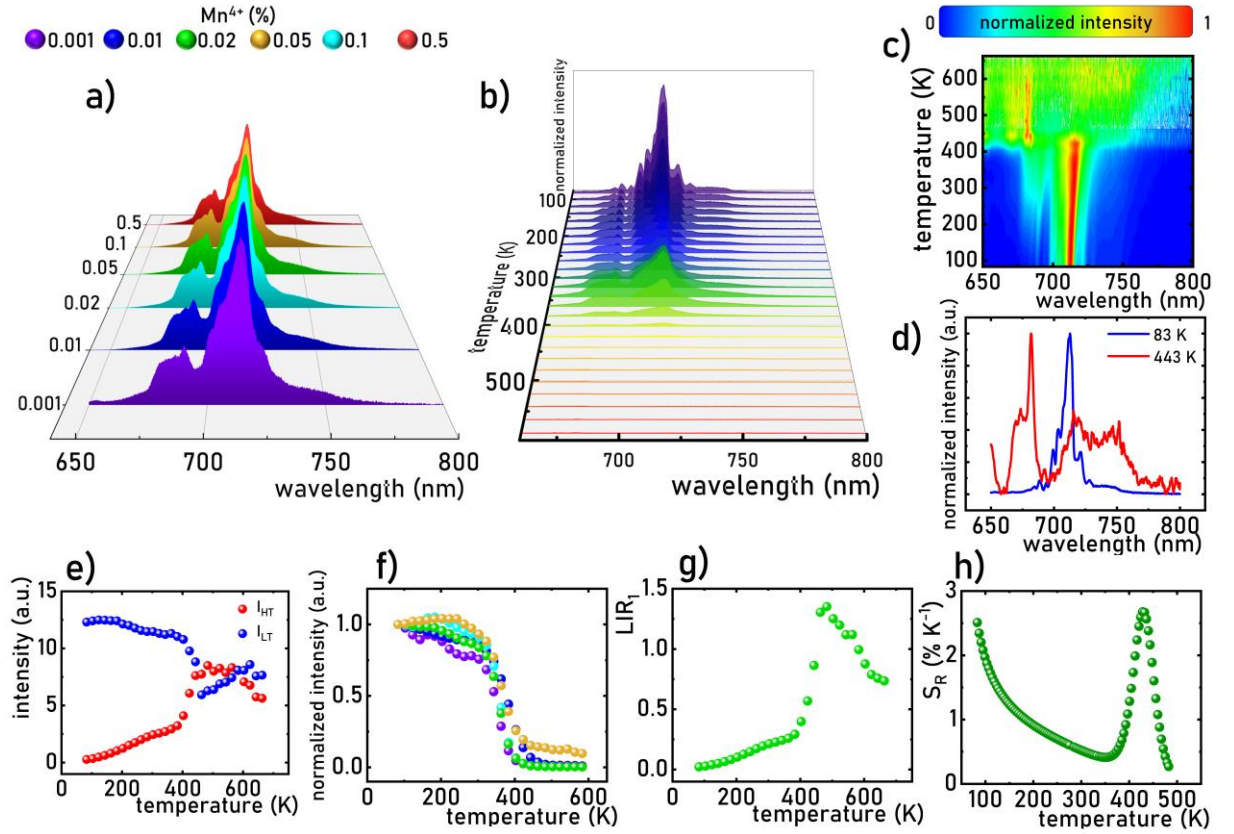 Mn⁴⁺ (%)
0.001 0.01 0.02 0.05 0.1 0.5
a)
0.5
0.1
0.05
0.02
0.01
0.001
650 700 750 800
wavelength (nm)
b)
normalized intensity
100
200
300
400
500
temperature (K)
700 750 800
wavelength (nm)
0 normalized intensity 1
c)
temperature (K)
600
500
400
300
200
100
650 700 750 800
wavelength (nm)
d)
normalized intensity (a.u.)
83 K
443 K
650 700 750 800
wavelength (nm)
e)
intensity (a.u.)
15
10
5
0
I_HT
I_LT
0 200 400 600
temperature (K)
f)
normalized intensity (a.u.)
1.0
0.5
0.0
0 200 400 600
temperature (K)
g)
LIR₁
1.5
1.25
0.75
0.5
0.25
0.0
0 200 400 600
temperature (K)
h)
S_R (% K⁻¹)
3
2
1
0
100 200 300 400 500
temperature (K)